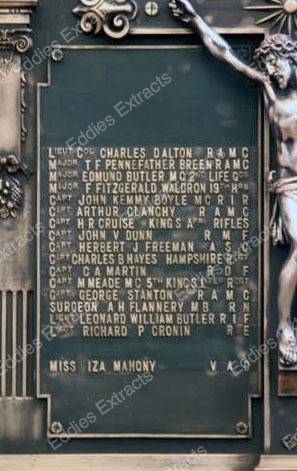 LIEUT COL CHARLES DALTON R A M C
MAJOR T F PENNEFATHER BREEN R A M C
MAJOR EDMUND BUTLER M C 2ND LIFE GDS
MAJOR F FITZGERALD WALDRON 19TH HRS
CAPT JOHN KEMMY BOYLE M C R I R
CAPT ARTHUR CLANCHY R A M C
CAPT H R CRUISE KINGS AFRI RIFLES
CAPT JOHN V DUNN R M F
CAPT HERBERT J FREEMAN A S C
CAPT CHARLES B HAYES HAMPSHIRE RGT
CAPT C A MARTIN R D F
CAPT M MEADE M C 5TH KINGS L RGT
CAPT GEORGE STANTON R A M C
SURGEON A H FLANNERY M B R N
LIEUT LEONARD WILLIAM BUTLER R I F
LIEUT RICHARD P CRONIN R E
MISS IZA MAHONY V A D
Eddies Extracts